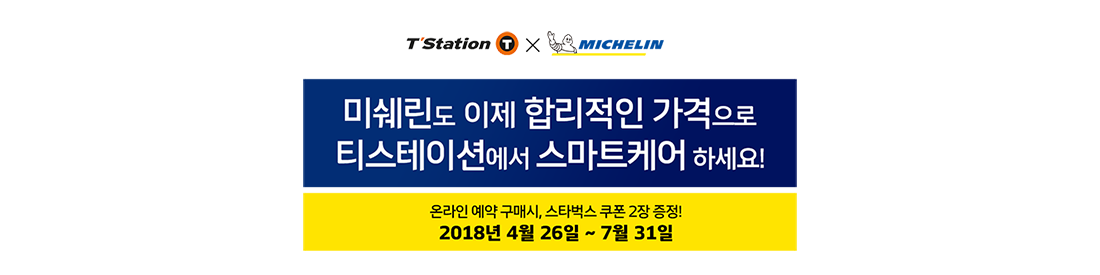 T'Station T × MICHELIN
미쉐린도 이제 합리적인 가격으로
티스테이션에서 스마트케어 하세요!
온라인 예약 구매시, 스타벅스 쿠폰 2장 증정!
2018년 4월 26일 ~ 7월 31일